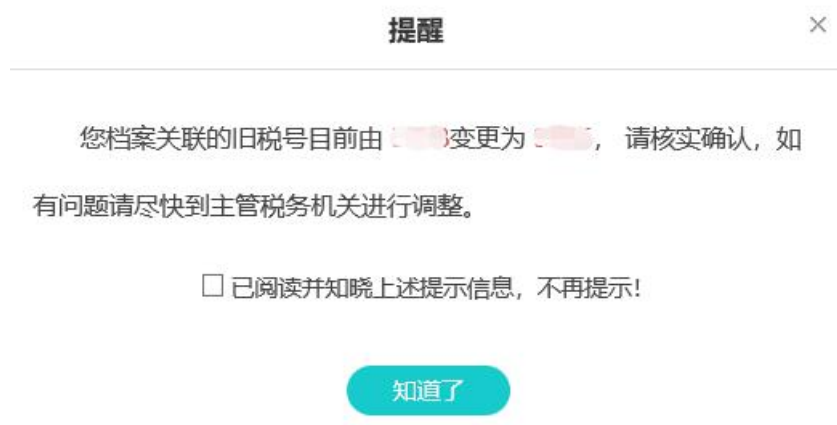 提醒
×
您档案关联的旧税号目前由 变更为 ， 请核实确认，如
有问题请尽快到主管税务机关进行调整。
已阅读并知晓上述提示信息，不再提示！
知道了